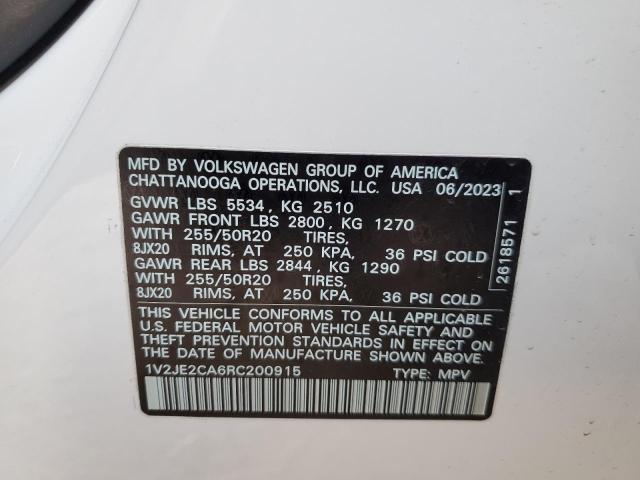 MFD BY VOLKSWAGEN GROUP OF AMERICA
CHATTANOOGA OPERATIONS, LLC. USA 06/2023
GVWR LBS 5534, KG 2510
GAWR FRONT LBS 2800, KG 1270
WITH 255/50R20 TIRES,
8JX20 RIMS, AT 250 KPA, 36 PSI COLD
GAWR REAR LBS 2844, KG 1290
WITH 255/50R20 TIRES,
8JX20 RIMS, AT 250 KPA, 36 PSI COLD
THIS VEHICLE CONFORMS TO ALL APPLICABLE
U.S. FEDERAL MOTOR VEHICLE SAFETY AND
THEFT PREVENTION STANDARDS IN EFFECT ON
THE DATE OF MANUFACTURE SHOWN ABOVE.
1V2JE2CA6RC200915 TYPE: MPV
2618571 1